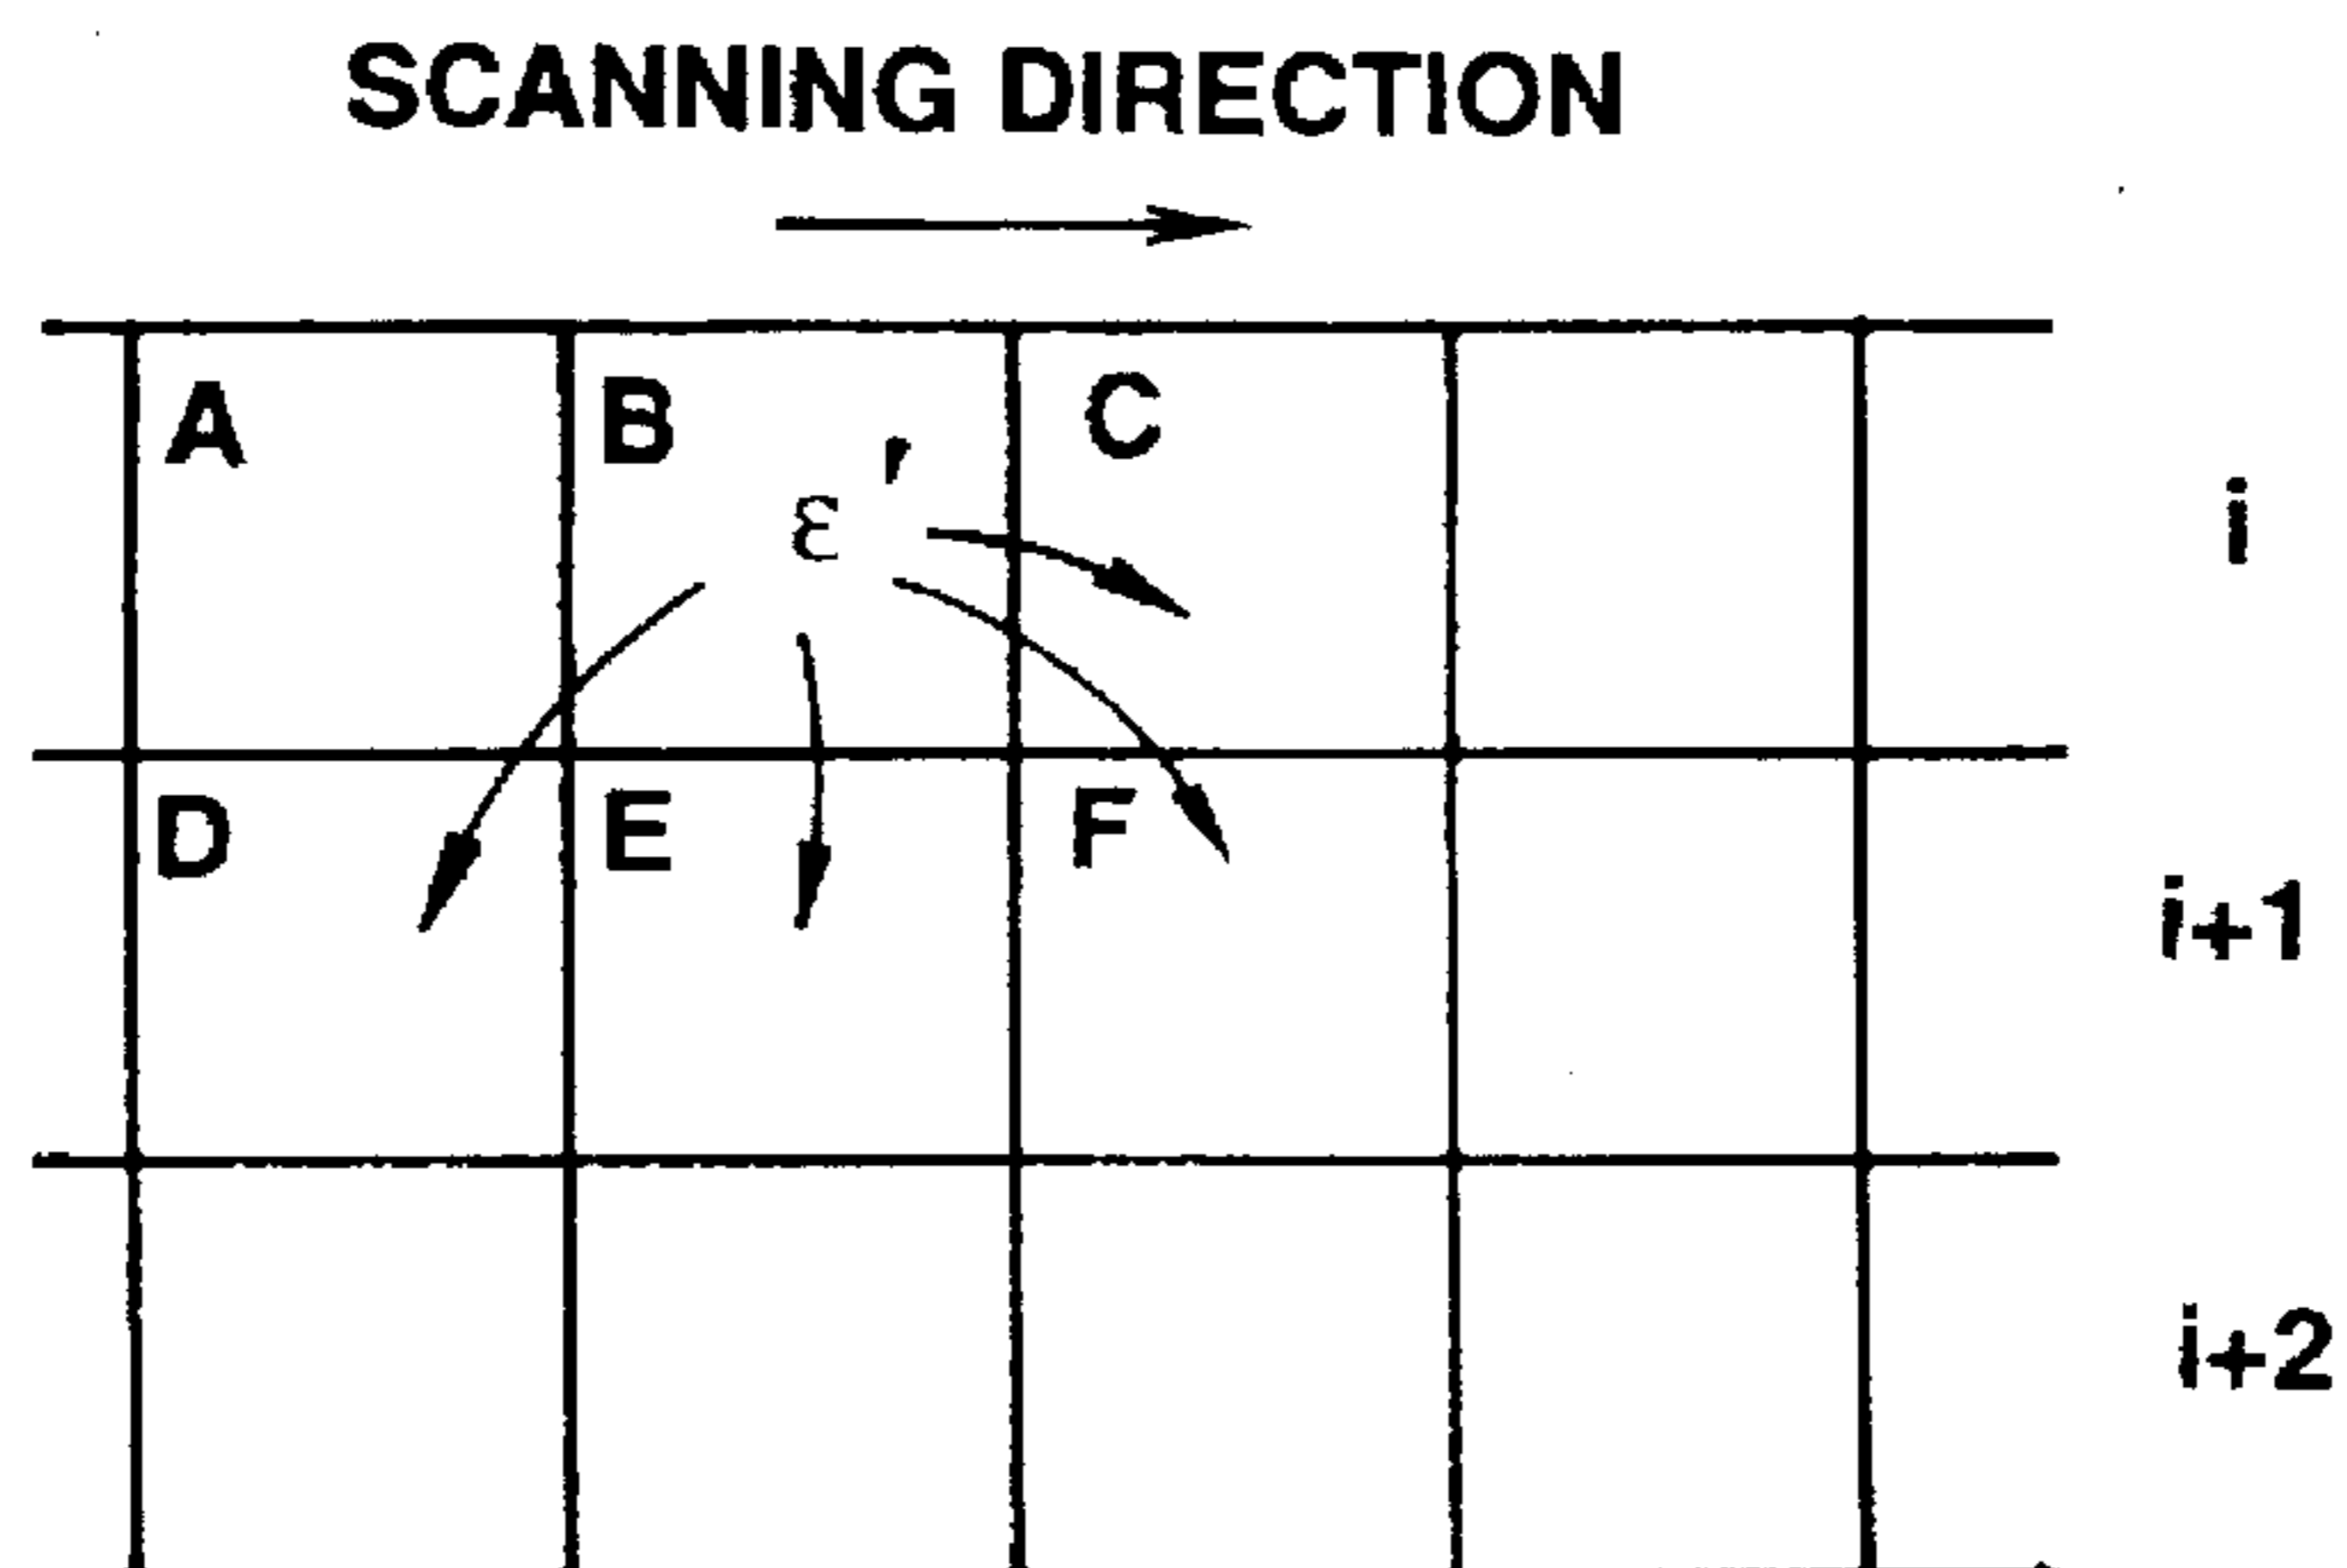 SCANNING DIRECTION
A B C
ε′ i
D E F
i+1
i+2